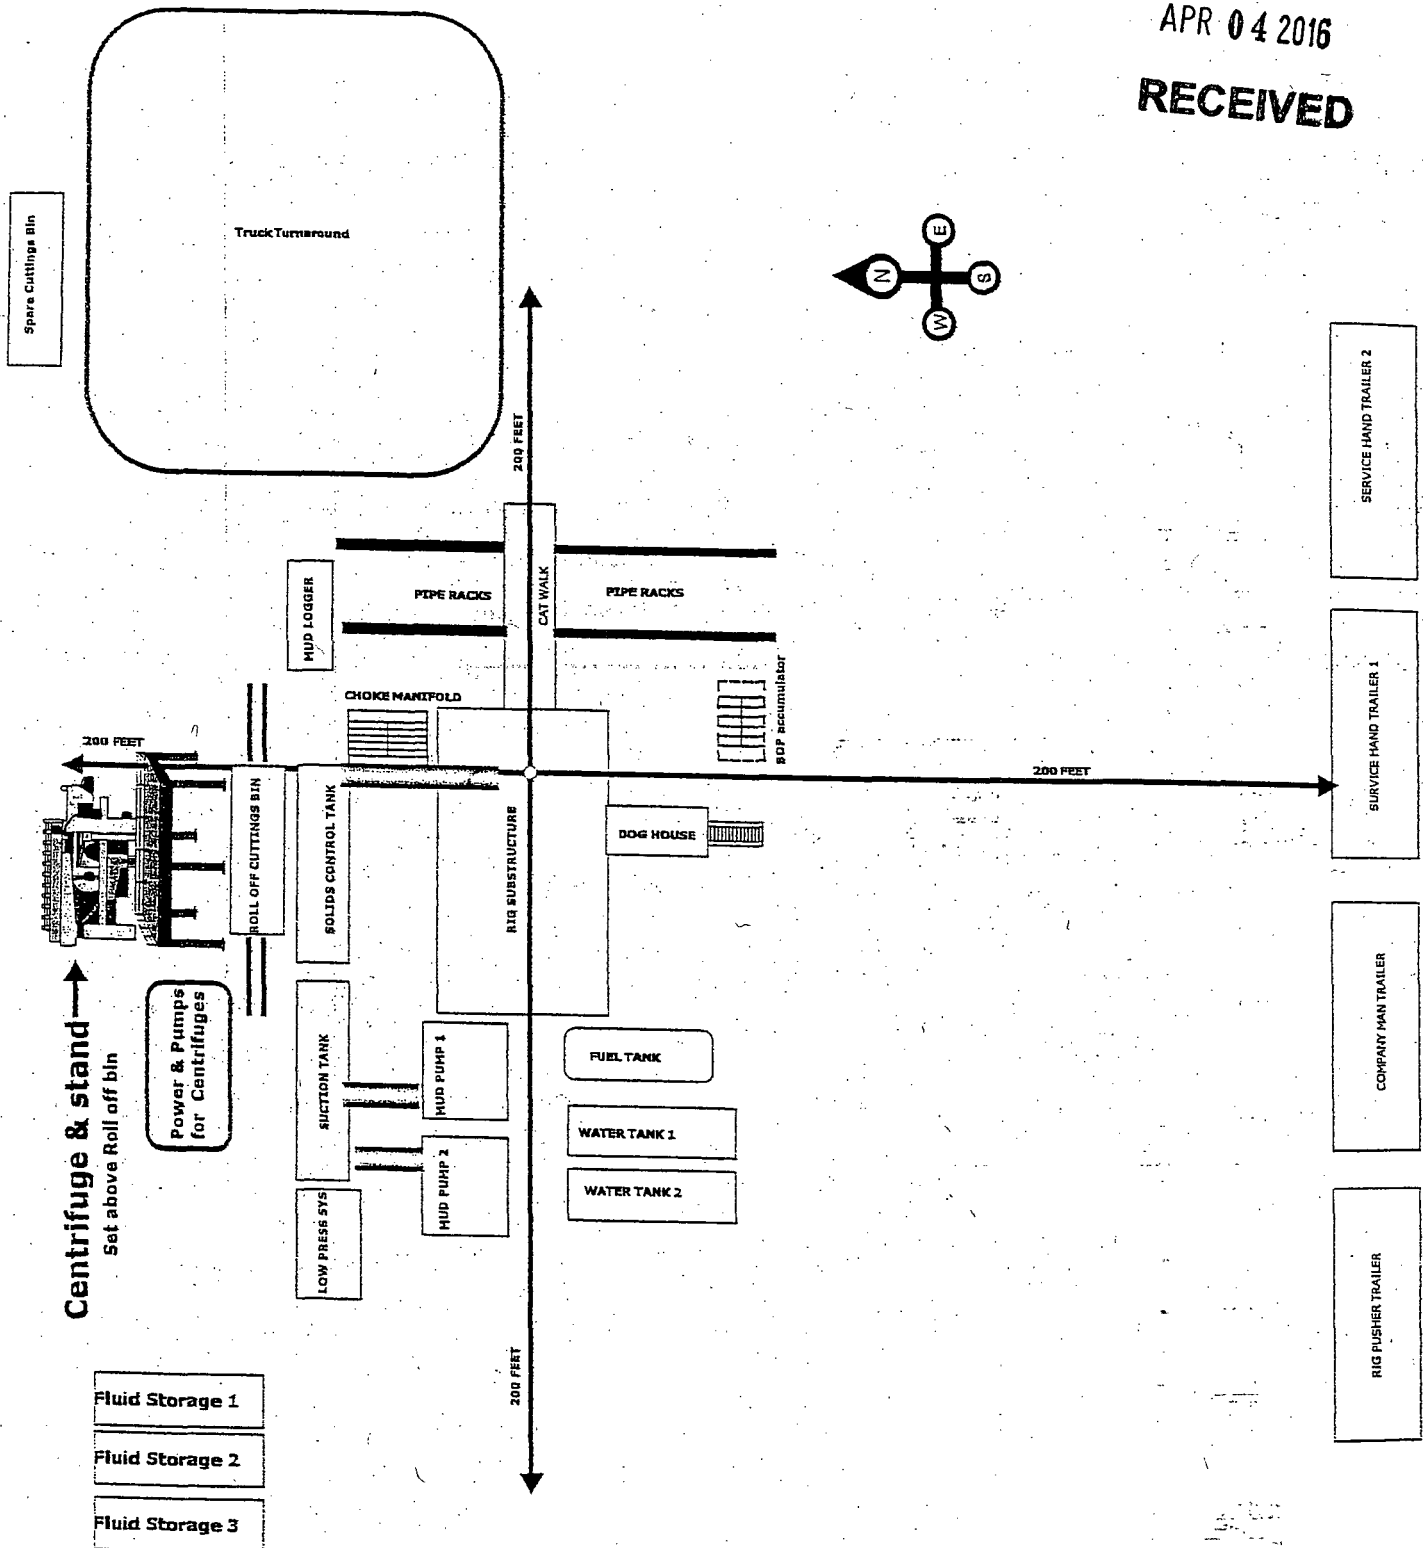 APR 04 2016
RECEIVED
Spare Cuttings Bin
Truck Turnaround
N
E
S
W
200 FEET
SERVICE HAND TRAILER 2
MUD LOGGER
PIPE RACKS
CAT WALK
PIPE RACKS
CHOKE MANIFOLD
BOP accumulator
SURVICE HAND TRAILER 1
200 FEET
200 FEET
ROLL OFF CUTTINGS BIN
SOLIDS CONTROL TANK
RIG SUBSTRUCTURE
DOG HOUSE
Centrifuge & stand
Set above Roll off bin
Power & Pumps
for Centrifuges
SUCTION TANK
MUD PUMP 1
FUEL TANK
COMPANY MAN TRAILER
WATER TANK 1
MUD PUMP 2
WATER TANK 2
LOW PRESS SYS
RIG PUSHER TRAILER
200 FEET
Fluid Storage 1
Fluid Storage 2
Fluid Storage 3